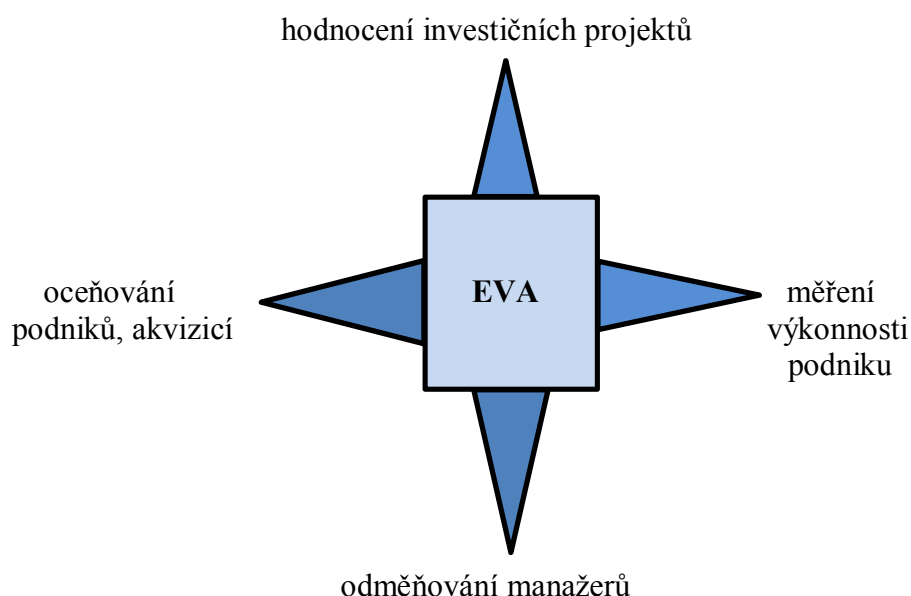 hodnocení investičních projektů
oceňování
podniků, akvizicí
EVA
měření
výkonnosti
podniku
odměňování manažerů